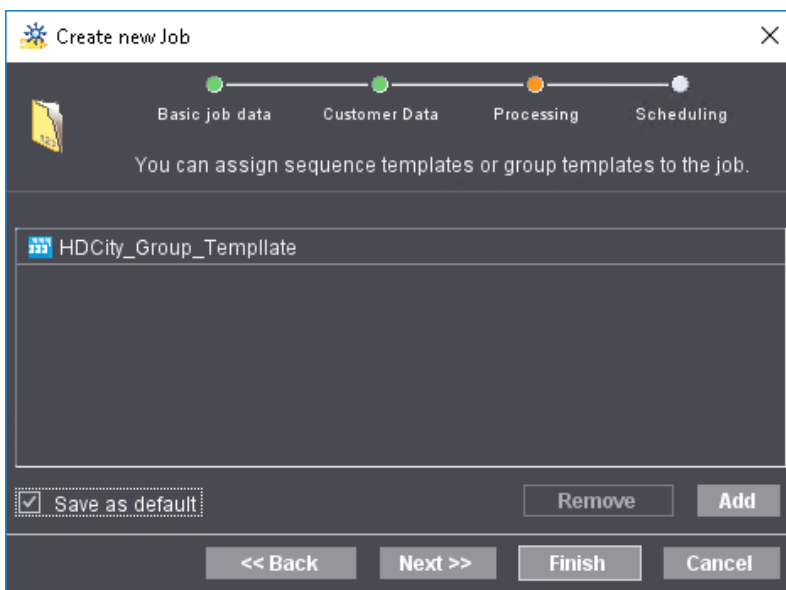 Create new Job
Basic job data Customer Data Processing Scheduling
123
You can assign sequence templates or group templates to the job.
HDCity_Group_Templlate
Save as default Remove Add
<< Back Next >> Finish Cancel